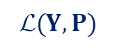 ℒ(𝐘, 𝐏)